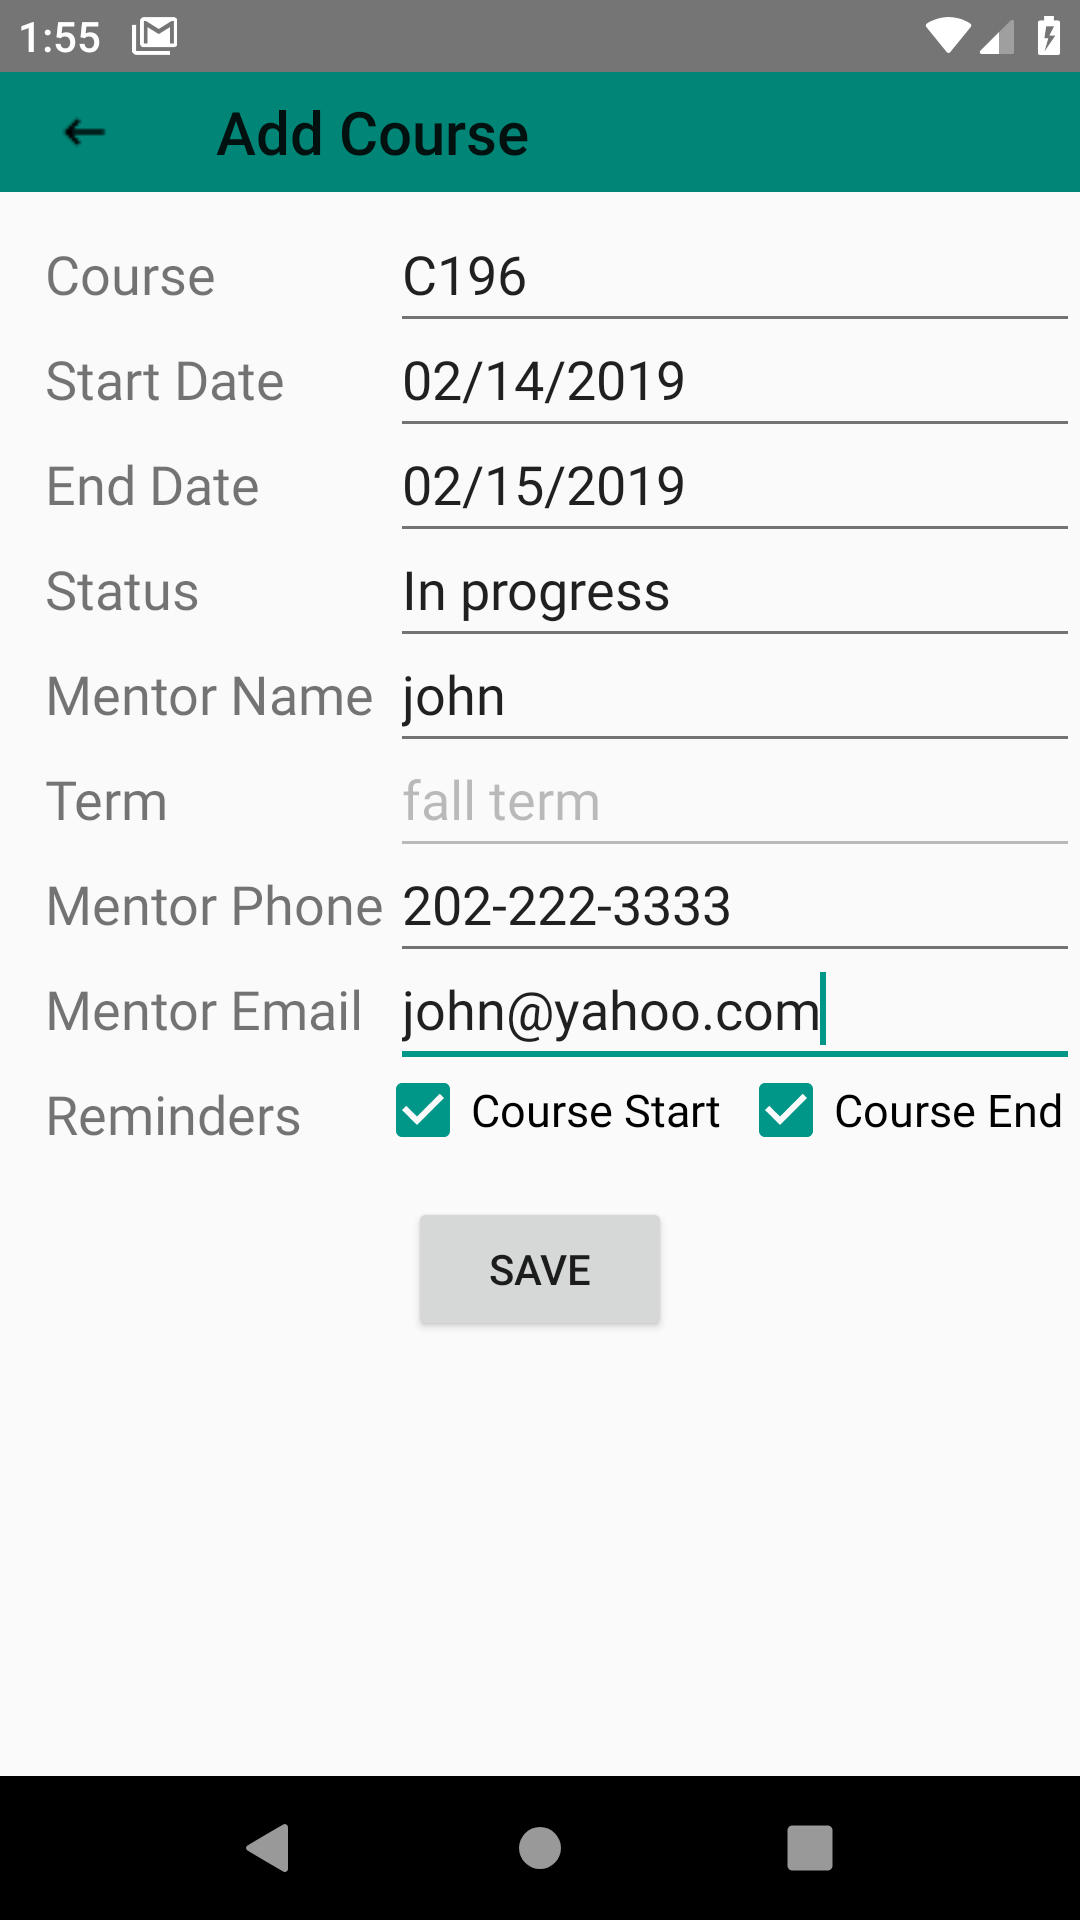 1:55
Add Course
Course C196
Start Date 02/14/2019
End Date 02/15/2019
Status In progress
Mentor Name john
Term fall term
Mentor Phone 202-222-3333
Mentor Email john@yahoo.com
Reminders Course Start Course End
SAVE